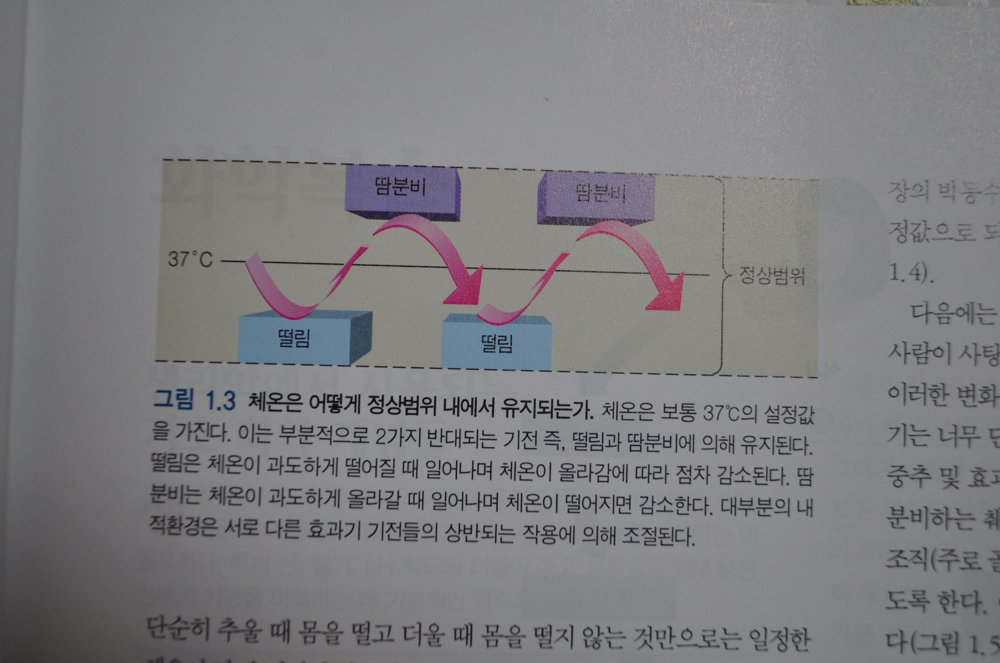 땀분비 땀분비
37°C
정상범위
떨림 떨림
그림 1.3 체온은 어떻게 정상범위 내에서 유지되는가. 체온은 보통 37℃의 설정값
을 가진다. 이는 부분적으로 2가지 반대되는 기전 즉, 떨림과 땀분비에 의해 유지된다.
떨림은 체온이 과도하게 떨어질 때 일어나며 체온이 올라감에 따라 점차 감소된다. 땀
분비는 체온이 과도하게 올라갈 때 일어나며 체온이 떨어지면 감소한다. 대부분의 내
적환경은 서로 다른 효과기 기전들의 상반되는 작용에 의해 조절된다.
단순히 추울 때 몸을 떨고 더울 때 몸을 떨지 않는 것만으로는 일정한
장의 박동수
정값으로 되
1.4).
다음에는
사람이 사탕
이러한 변화
기는 너무
중추 및 효과
분비하는
조직(주로
도록 한다.
다(그림 1.5